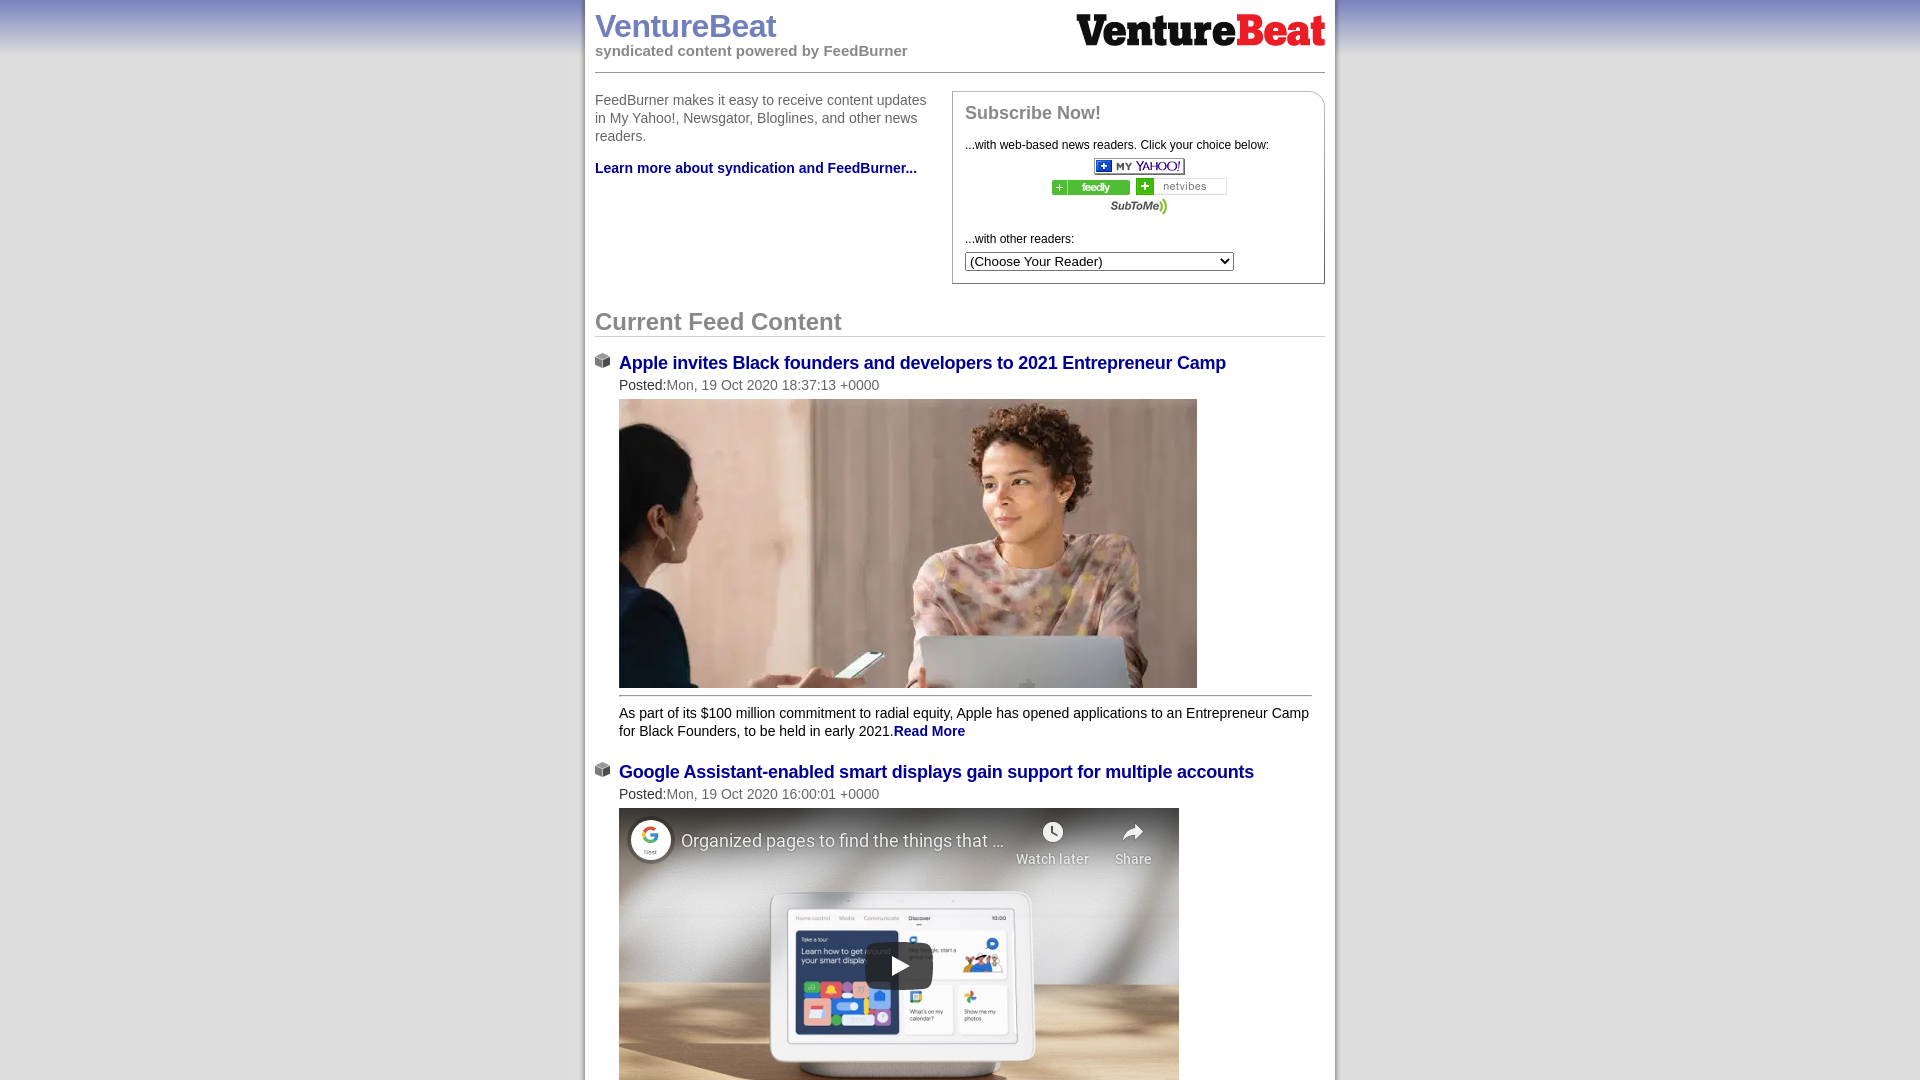 VentureBeat
VentureBeat
syndicated content powered by FeedBurner
FeedBurner makes it easy to receive content updates
in My Yahoo!, Newsgator, Bloglines, and other news
readers.
Learn more about syndication and FeedBurner...
Subscribe Now!
...with web-based news readers. Click your choice below:
MY YAHOO!
feedly
netvibes
SubToMe
...with other readers:
(Choose Your Reader)
Current Feed Content
Apple invites Black founders and developers to 2021 Entrepreneur Camp
Posted:Mon, 19 Oct 2020 18:37:13 +0000
As part of its $100 million commitment to radial equity, Apple has opened applications to an Entrepreneur Camp
for Black Founders, to be held in early 2021.Read More
Google Assistant-enabled smart displays gain support for multiple accounts
Posted:Mon, 19 Oct 2020 16:00:01 +0000
Organized pages to find the things that ...
Watch later
Share
Nest
Home control Media Communicate Discover 10:00
Take a tour
Learn how to get around
your smart display
start a
What's on my
calendar?
Show me my
photos